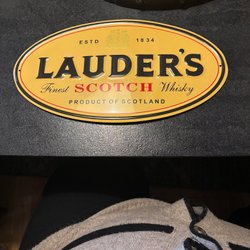 ESTD 1834
LAUDER'S
Finest SCOTCH Whisky
PRODUCT OF SCOTLAND